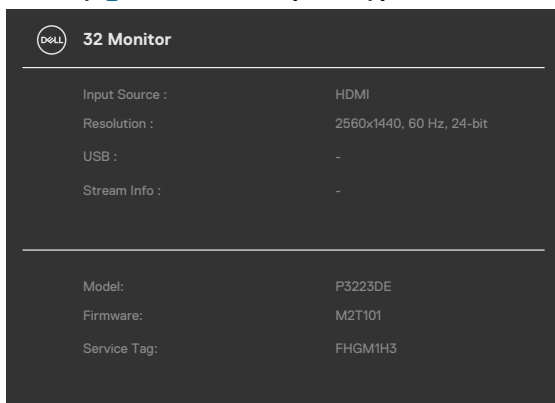 DELL
32 Monitor
Input Source : HDMI
Resolution : 2560x1440, 60 Hz, 24-bit
USB : -
Stream Info : -
Model: P3223DE
Firmware: M2T101
Service Tag: FHGM1H3